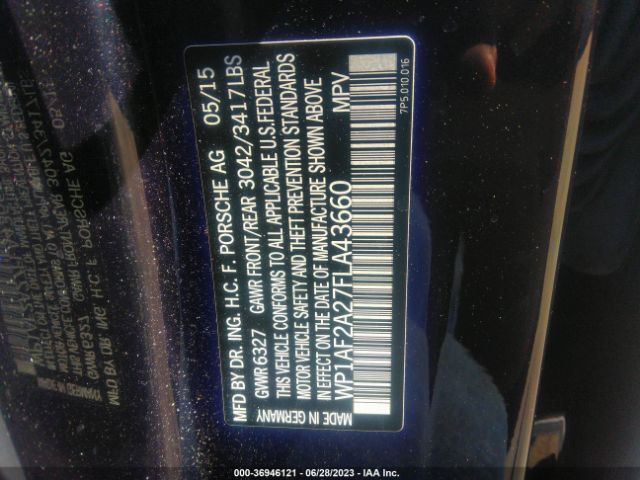 MFD BY DR. ING. H.C. F. PORSCHE AG 05/15
GVWR 6327 GAWR FRONT/REAR 3042/3417LBS
THIS VEHICLE CONFORMS TO ALL APPLICABLE U.S. FEDERAL
MOTOR VEHICLE SAFETY AND THEFT PREVENTION STANDARDS
IN EFFECT ON THE DATE OF MANUFACTURE SHOWN ABOVE
WP1AF2A27FLA43660 MPV
MADE IN GERMANY
7P5.010.016
000-36946121 / 06/28/2023 - IAA Inc.